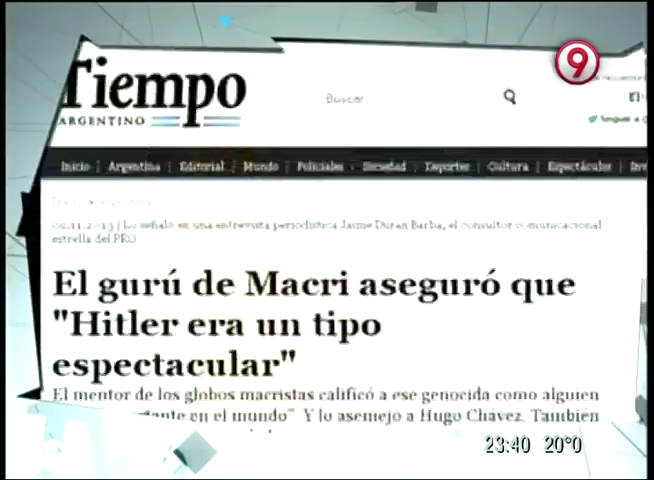 9
Tiempo
ARGENTINO
Buscar
Seguir a
Inicio | Argentina | Editorial | Mundo | Policiales | Sociedad | Deportes | Cultura | Espectáculos |
Lo señaló en una entrevista periodística Jaime Duran Barba, el consultor comunicacional
estrella del PRO
El gurú de Macri aseguró que
"Hitler era un tipo
espectacular"
El mentor de los globos macristas calificó a ese genocida como alguien
en el mundo" Y lo asemejo a Hugo Chávez. También
23:40 20°0